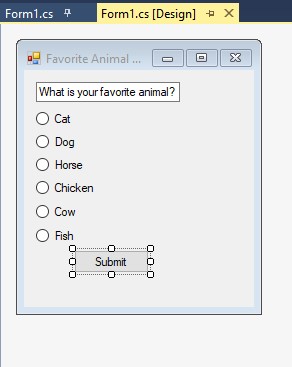 Form1.cs Form1.cs [Design]
Favorite Animal ...
What is your favorite animal?
Cat
Dog
Horse
Chicken
Cow
Fish
Submit